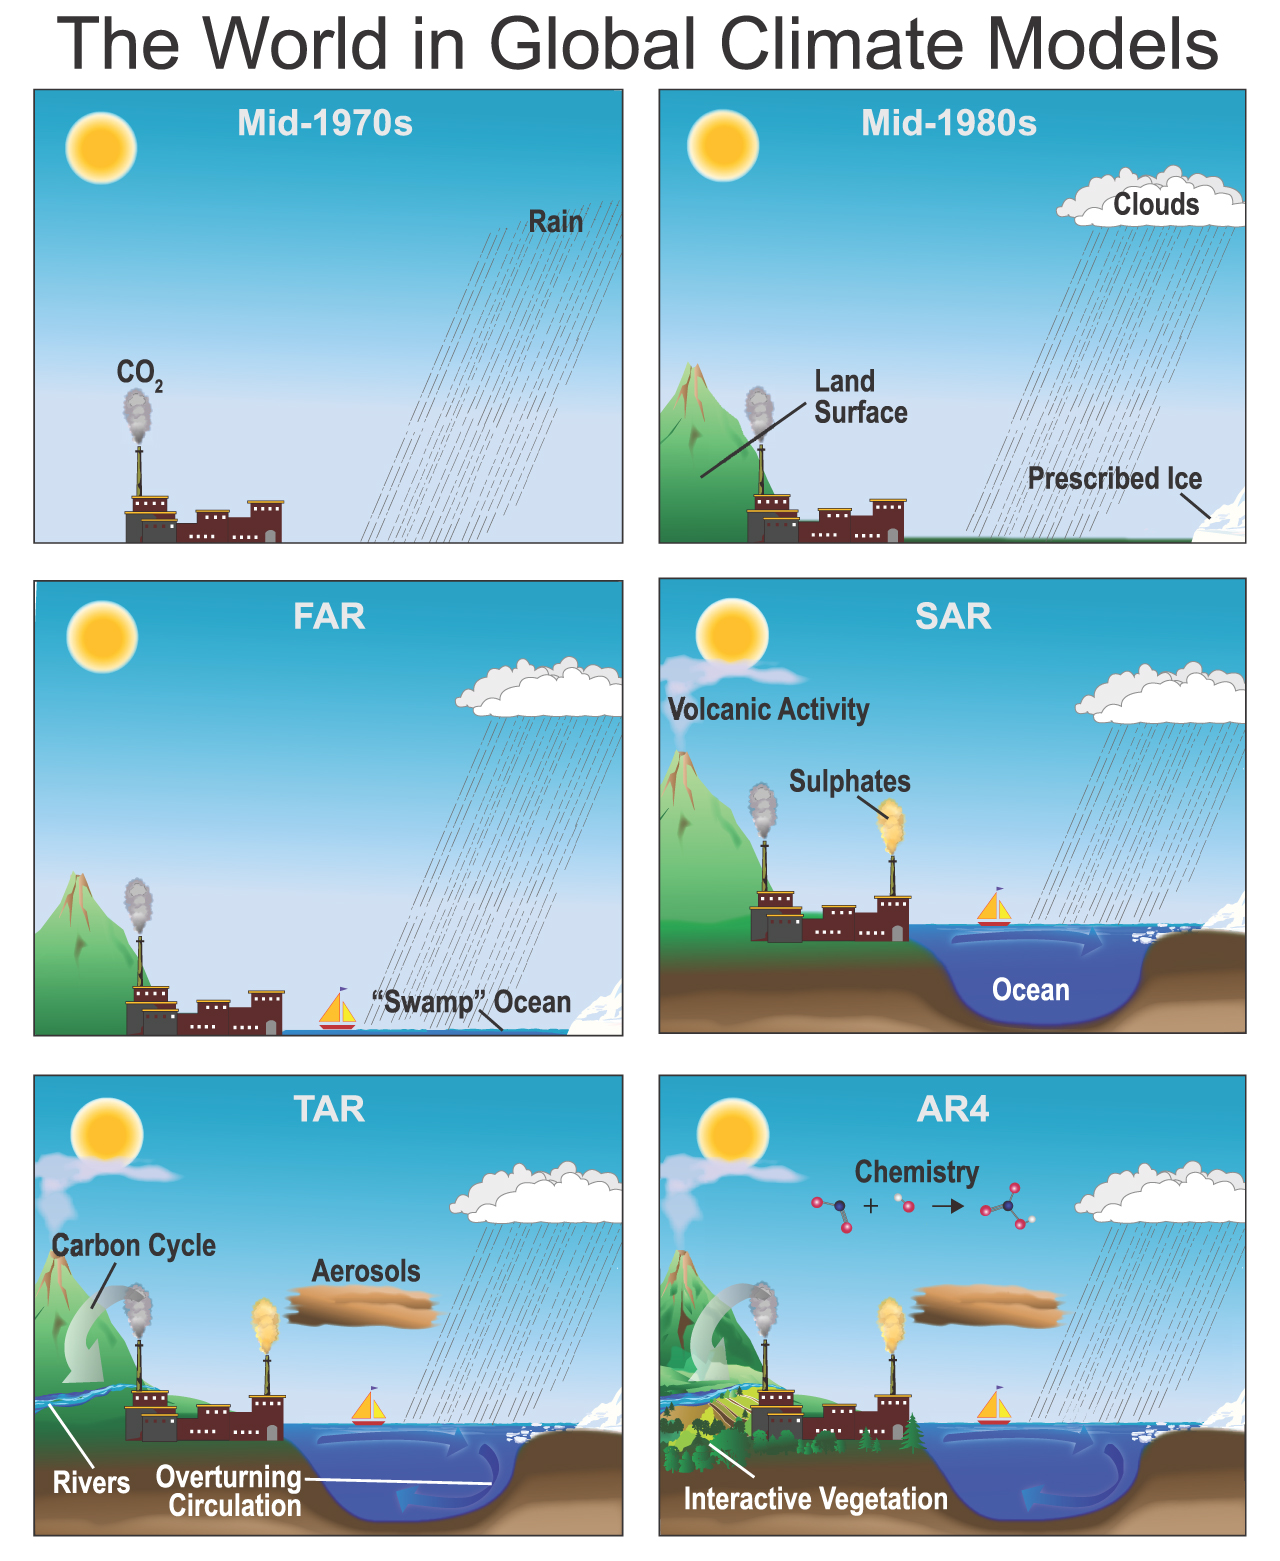 The World in Global Climate Models
Mid-1970s
Rain
CO₂
Mid-1980s
Clouds
Land
Surface
Prescribed Ice
FAR
“Swamp” Ocean
SAR
Volcanic Activity
Sulphates
Ocean
TAR
Carbon Cycle
Aerosols
Rivers
Overturning
Circulation
AR4
Chemistry
+
Interactive Vegetation